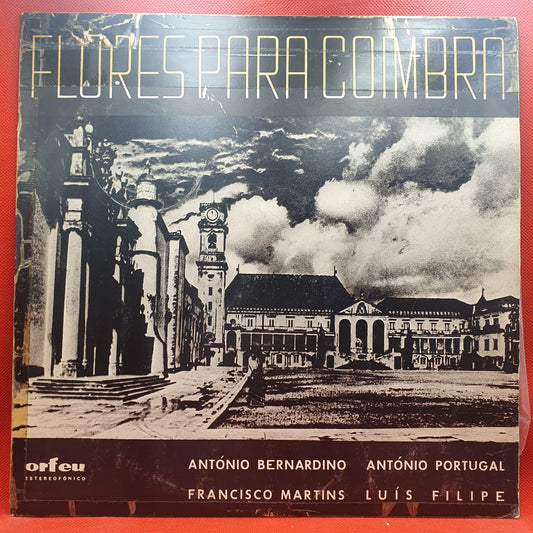 FLORES PARA COIMBRA
orfeu
ESTEREOFÓNICO
ANTÓNIO BERNARDINO ANTÓNIO PORTUGAL
FRANCISCO MARTINS LUÍS FILIPE